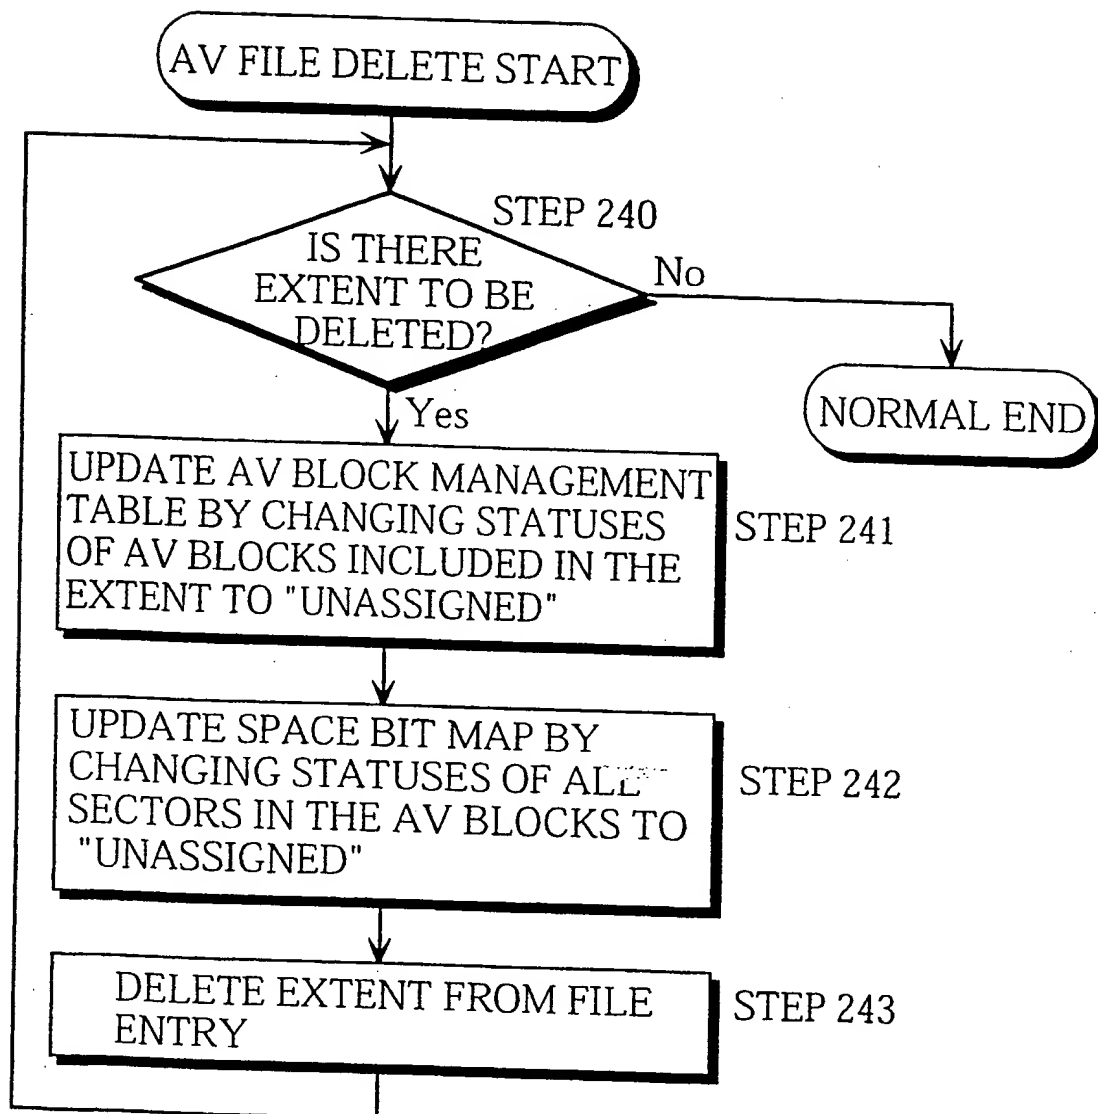 AV FILE DELETE START
STEP 240
IS THERE
EXTENT TO BE
DELETED?
No
NORMAL END
Yes
UPDATE AV BLOCK MANAGEMENT
TABLE BY CHANGING STATUSES
OF AV BLOCKS INCLUDED IN THE
EXTENT TO "UNASSIGNED"
STEP 241
UPDATE SPACE BIT MAP BY
CHANGING STATUSES OF ALL
SECTORS IN THE AV BLOCKS TO
"UNASSIGNED"
STEP 242
DELETE EXTENT FROM FILE
ENTRY
STEP 243